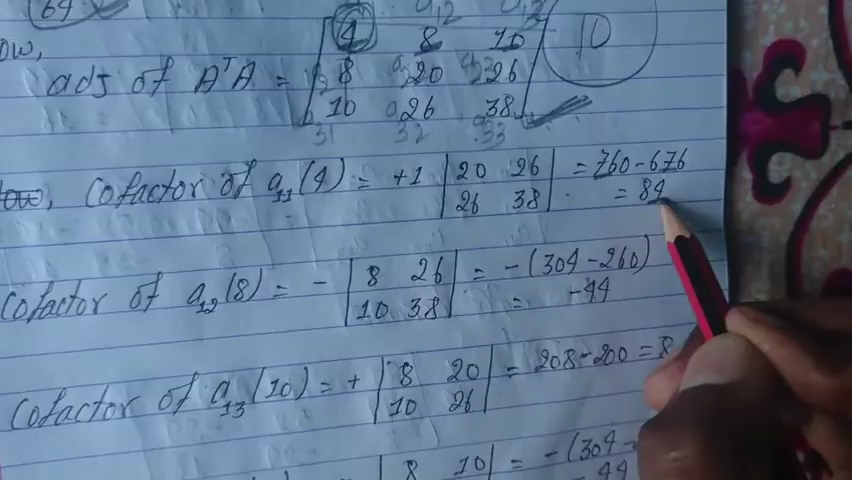 64
ow,
adj of AᵀA = [4 8 10
8 20 26
10 26 38]
10
Now, Cofactor of a₁₁(4) = +1 |20 26| = 760-676
|26 38| = 84
Cofactor of a₁₂(8) = - |8 26| = -(304-260)
|10 38| = -44
Cofactor of a₁₃(10) = + |8 20| = 208-200 = 8
|10 26|
|8 10| = -(304-
44